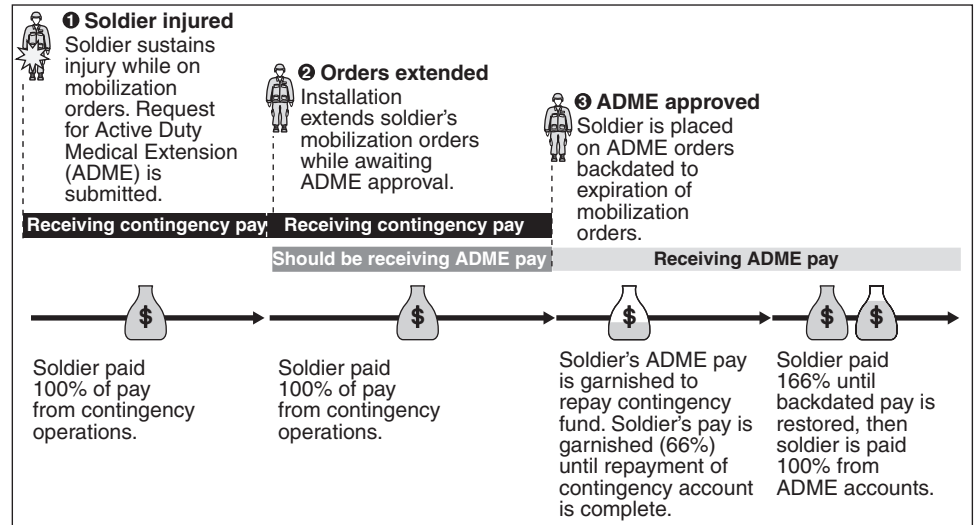 ❶ Soldier injured
Soldier sustains
injury while on
mobilization
orders. Request
for Active Duty
Medical Extension
(ADME) is
submitted.
❷ Orders extended
Installation
extends soldier's
mobilization orders
while awaiting
ADME approval.
❸ ADME approved
Soldier is placed
on ADME orders
backdated to
expiration of
mobilization
orders.
Receiving contingency pay
Receiving contingency pay
Should be receiving ADME pay
Receiving ADME pay
$
$
$
$
$
Soldier paid
100% of pay
from contingency
operations.
Soldier paid
100% of pay
from contingency
operations.
Soldier's ADME pay
is garnished to
repay contingency
fund. Soldier's pay is
garnished (66%)
until repayment of
contingency account
is complete.
Soldier paid
166% until
backdated pay is
restored, then
soldier is paid
100% from
ADME accounts.